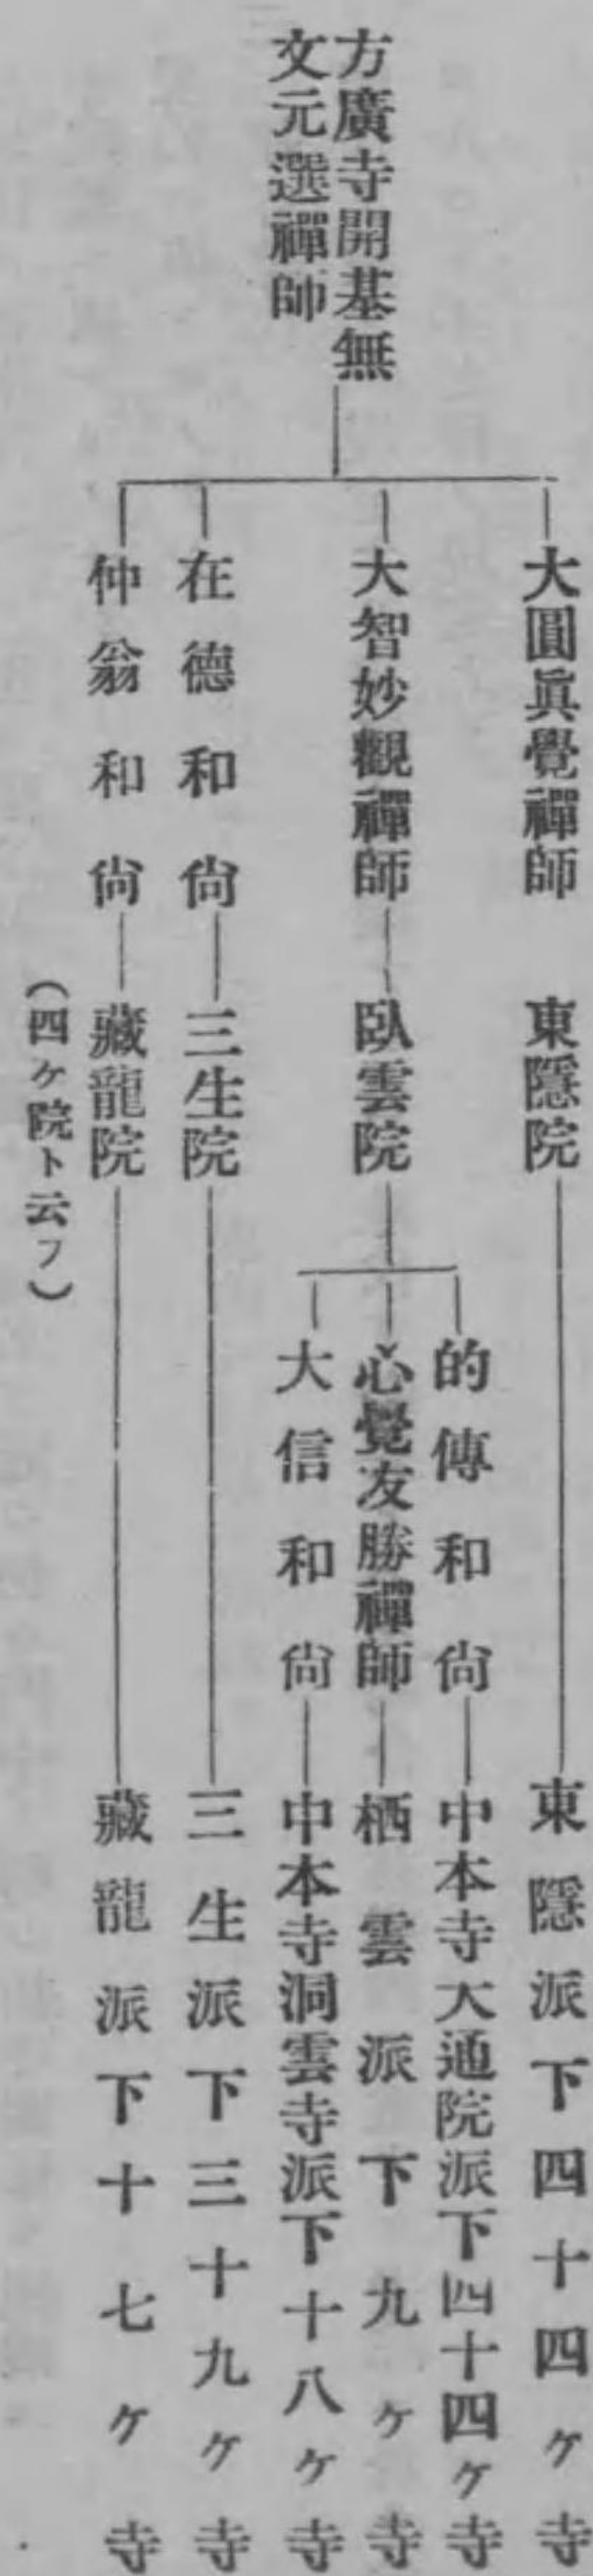 方廣寺開基無
文元選禪師
大圓眞覺禪師
東隱院
東隱派下四十四ケ寺
大智妙觀禪師
臥雲院
的傳和尙
中本寺大通院派下四十四ケ寺
心覺友勝禪師
栖雲派下九ケ寺
大信和尙
中本寺洞雲寺派下十八ケ寺
在德和尙
三生院
三生派下三十九ケ寺
仲翁和尙
藏龍院
藏龍派下十七ケ寺
(四ケ院ト云フ)